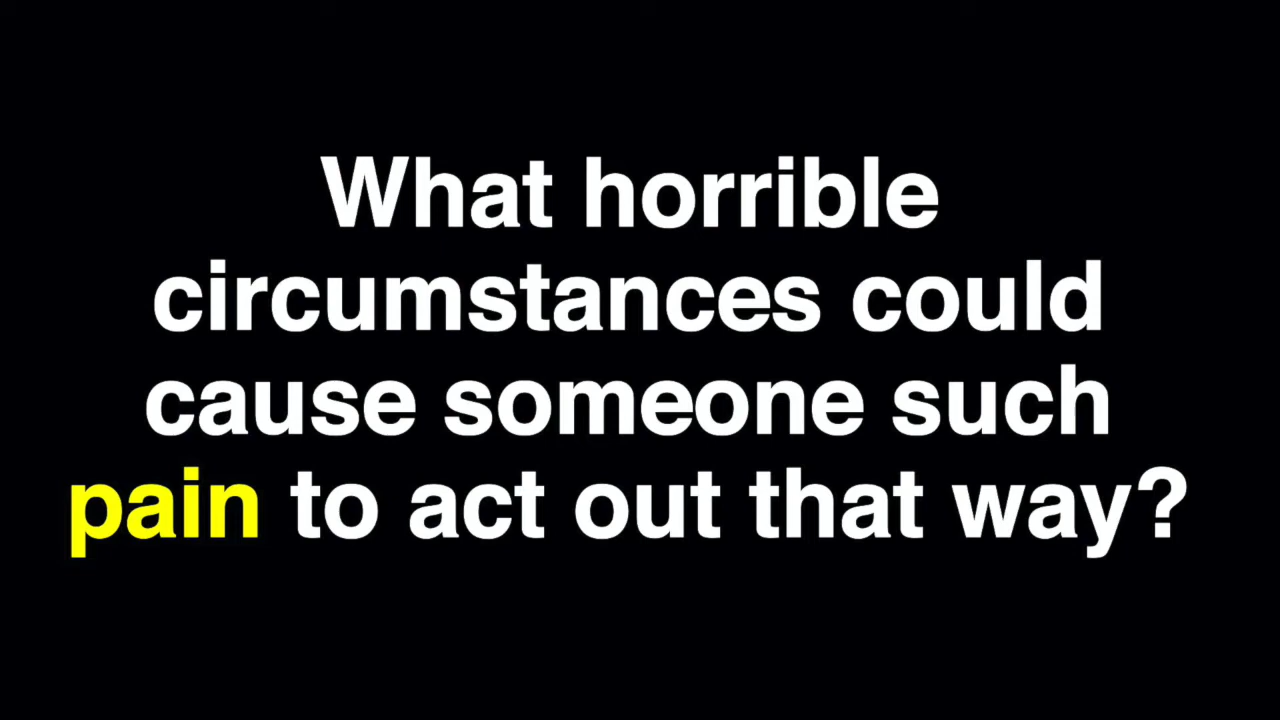 What horrible
circumstances could
cause someone such
pain to act out that way?